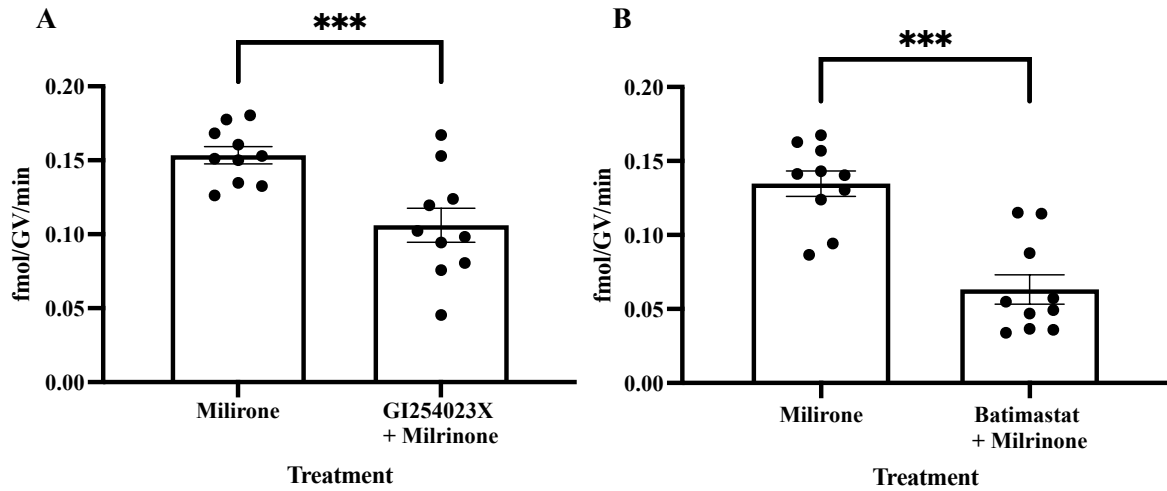 A
***
fmol/GV/min
0.20
0.15
0.10
0.05
0.00
Milirone
GI254023X
+ Milrinone
Treatment
B
***
fmol/GV/min
0.20
0.15
0.10
0.05
0.00
Milirone
Batimastat
+ Milrinone
Treatment